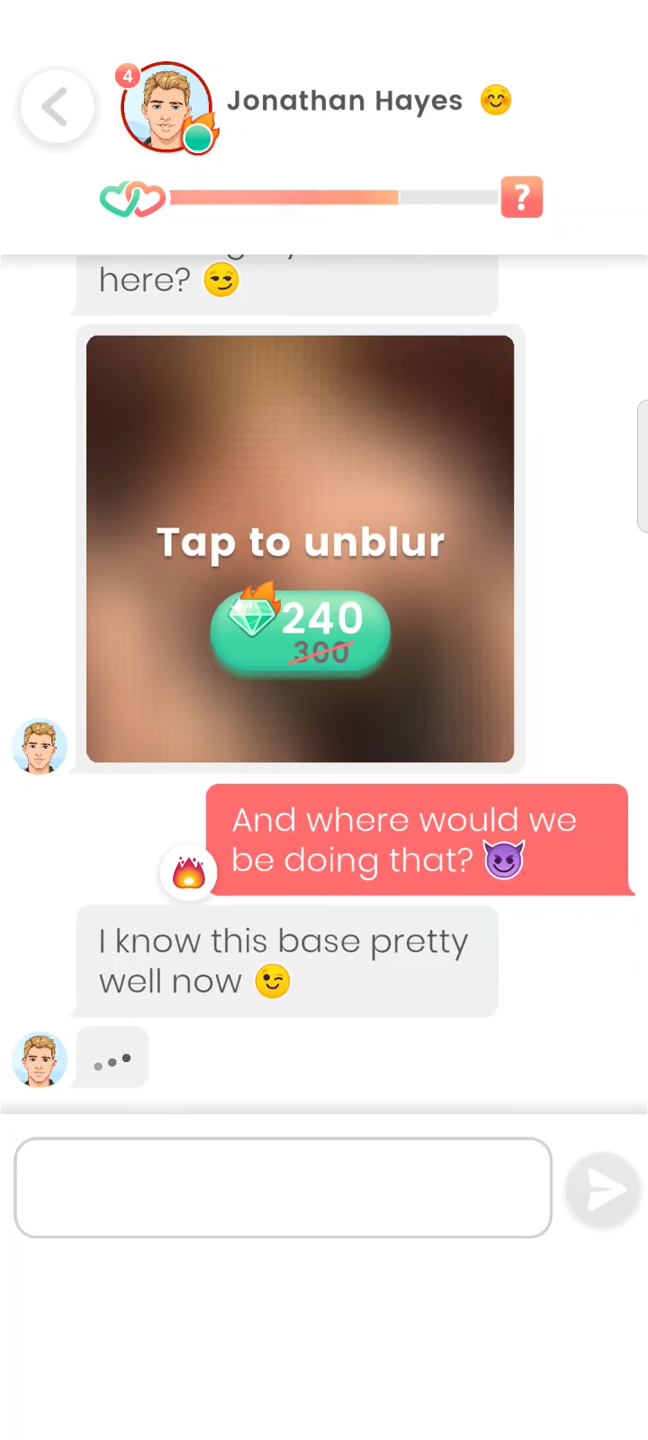 4
Jonathan Hayes 😊
?
here? 😏
Tap to unblur
240
300
And where would we
be doing that? 😈
I know this base pretty
well now 😉